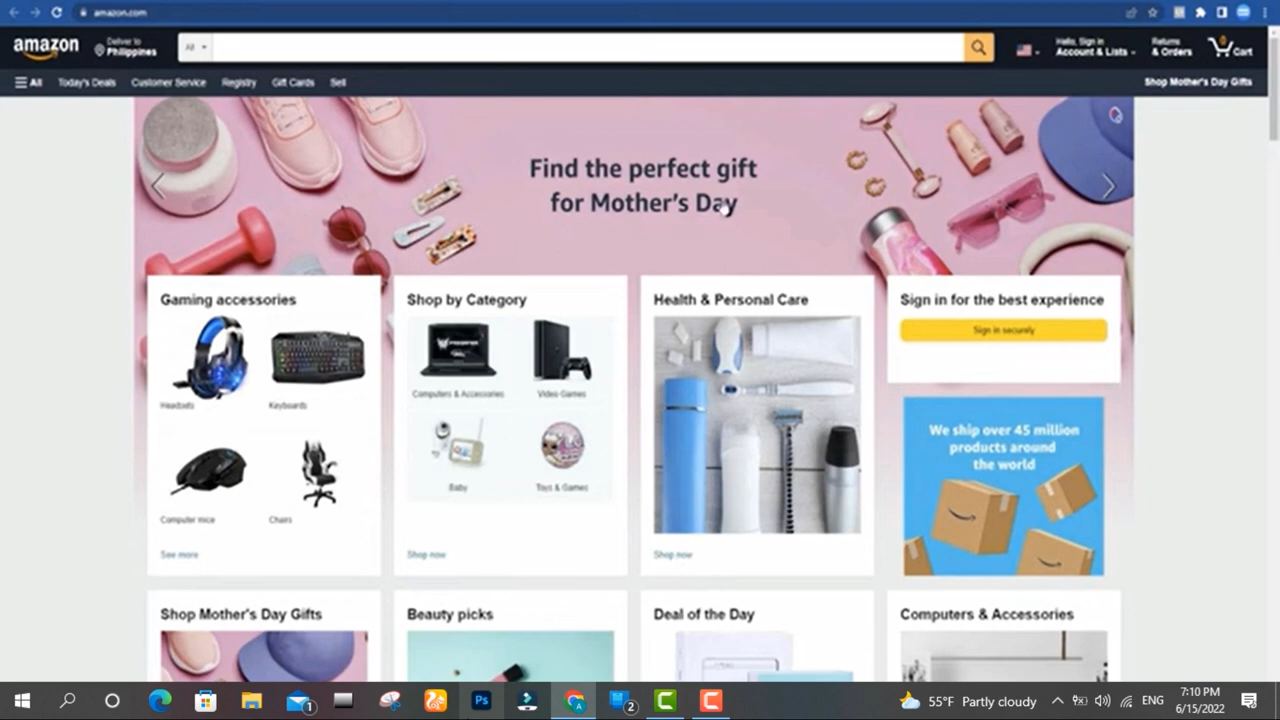 amazon.com
amazon
Deliver to
Philippines
All
0
Hello, Sign in
Account & Lists
Returns
& Orders
Cart
All
Today's Deals
Customer Service
Registry
Gift Cards
Sell
Shop Mother's Day Gifts
Find the perfect gift
for Mother's Day
Gaming accessories
Headsets
Keyboards
Computer mice
Chairs
See more
Shop by Category
PREDATOR
Computers & Accessories
Video Games
Baby
Toys & Games
Shop now
Health & Personal Care
Shop now
Sign in for the best experience
Sign in securely
We ship over 45 million
products around
the world
Shop Mother's Day Gifts
Beauty picks
Deal of the Day
Computers & Accessories
1
Ps
A
2
C
C
55°F Partly cloudy
ENG
7:10 PM
6/15/2022